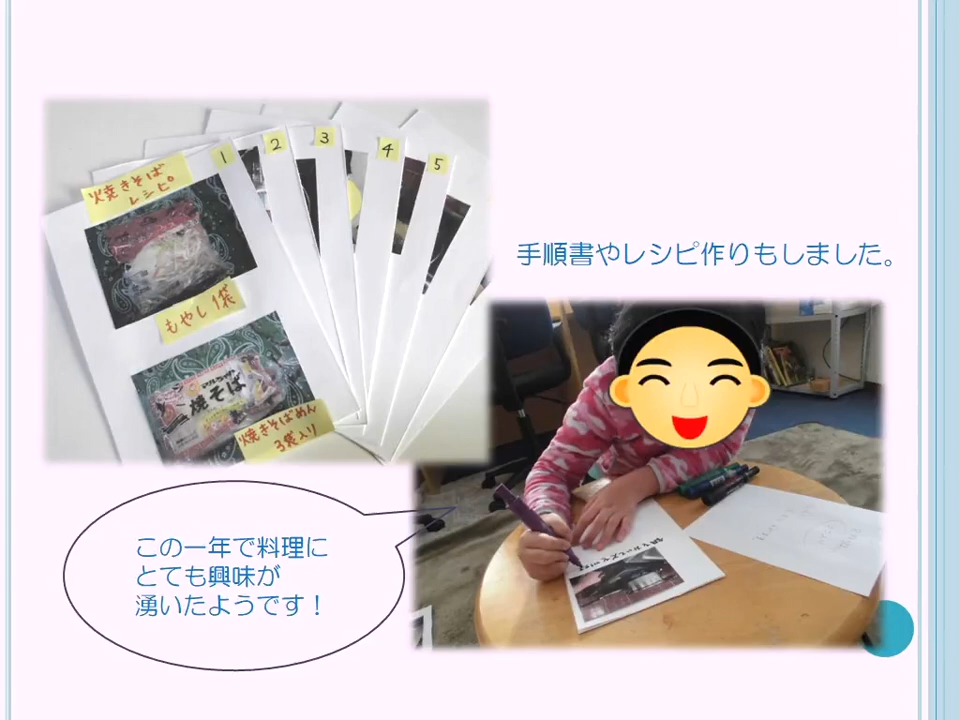 焼きそば
レシピ。
1
2
3
4
5
もやし1袋
焼そば
焼きそばめん
3袋入り
手順書やレシピ作りもしました。
この一年で料理に
とても興味が
湧いたようです！